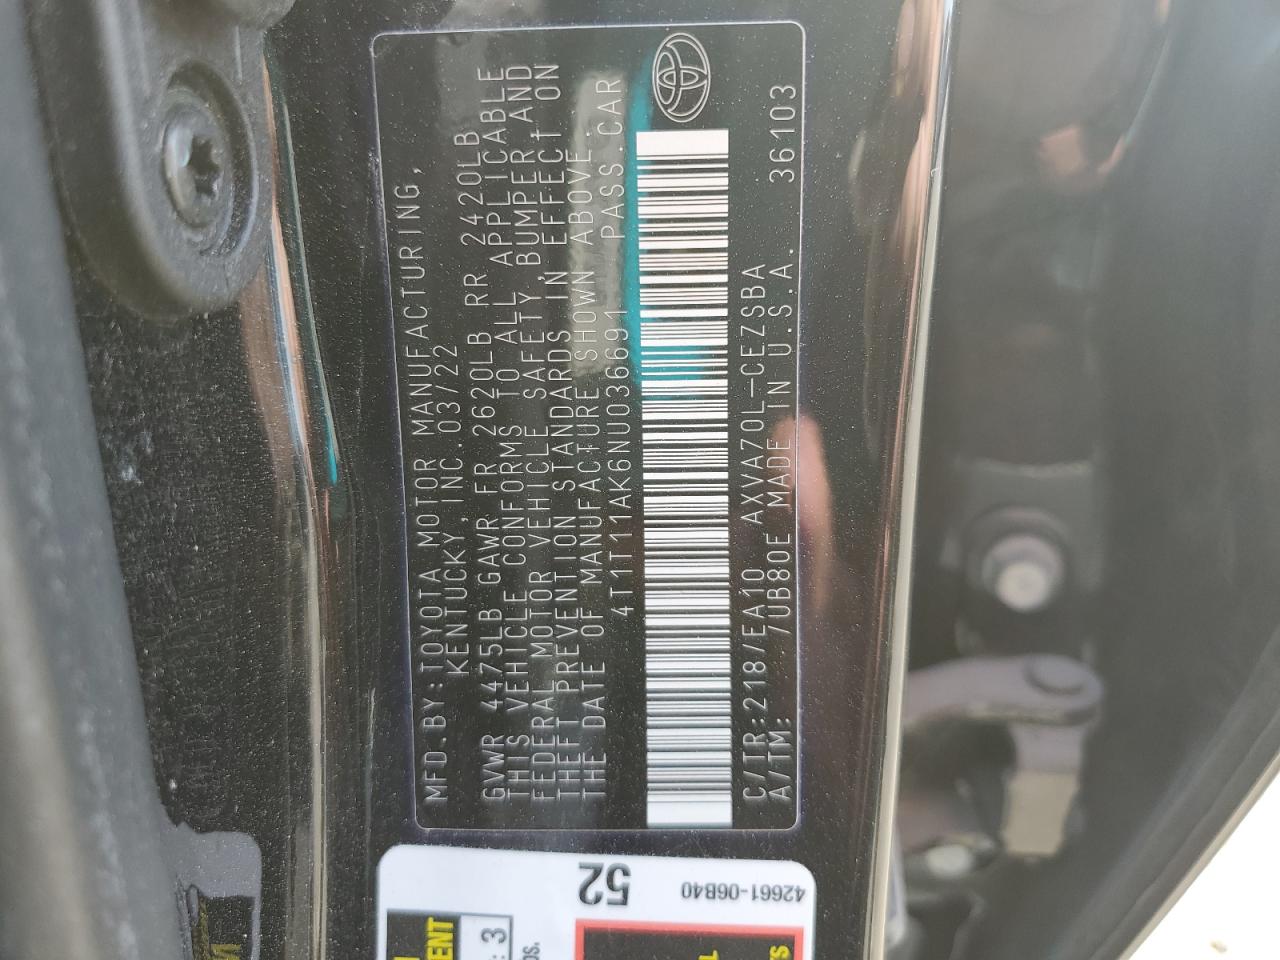 MFD.BY:TOYOTA MOTOR MANUFACTURING,
KENTUCKY,INC.03/22
GVWR 4475LB GAWR FR 2620LB RR 2420LB
THIS VEHICLE CONFORMS TO ALL APPLICABLE
FEDERAL MOTOR VEHICLE SAFETY,BUMPER,AND
THEFT PREVENTION STANDARDS IN EFFECT ON
THE DATE OF MANUFACTURE SHOWN ABOVE.
4T1T11AK6NU036691 PASS.CAR
C/TR:218/EA10 AXVA70L-CEZSBA
A/TM: /UB80E MADE IN U.S.A. 36103
52
42661-06B40
: 3